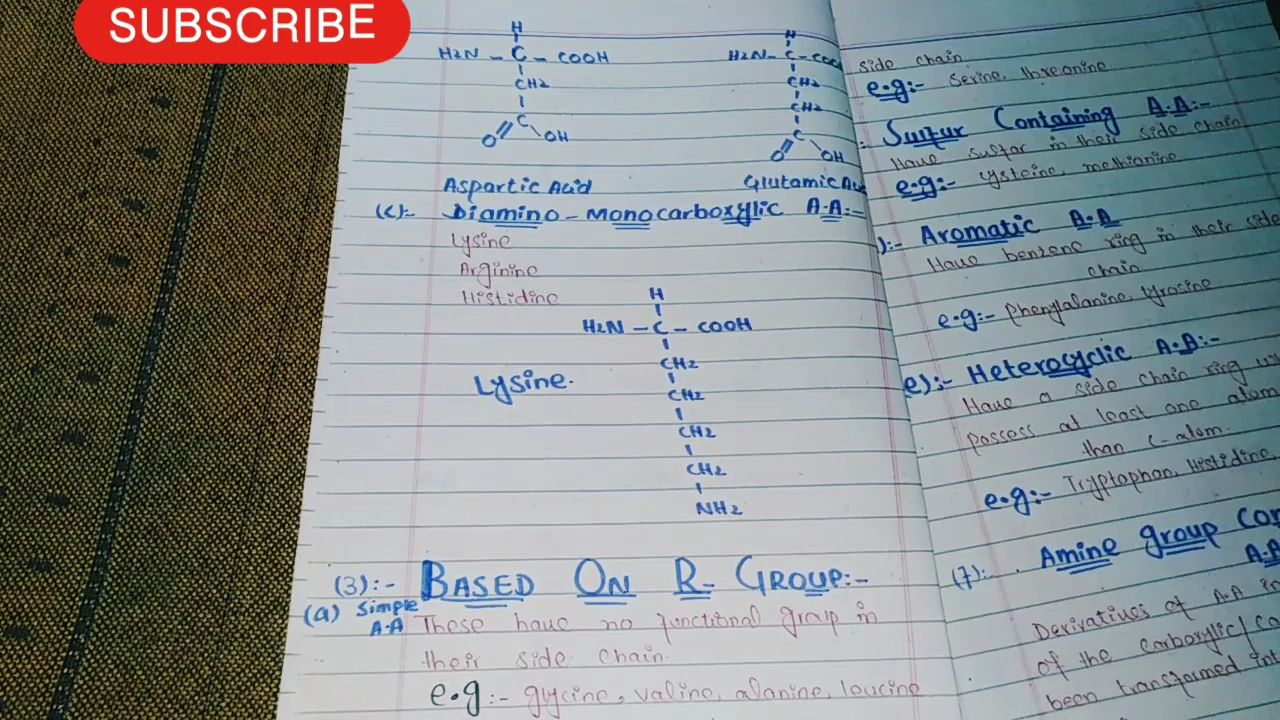 SUBSCRIBE
H
H2N - C - COOH
CH2
C
O OH
Aspartic Acid
H
H2N - C - COO
CH2
CH2
C
O OH
Glutamic
(c):- Diamino - Monocarboxylic A.A:-
Lysine
Arginine
Histidine
H
H2N - C - COOH
CH2
CH2
CH2
CH2
NH2
Lysine.
(3):- BASED ON R- GROUP:-
(a) Simple A.A
These have no functional group in
their side chain.
e.g:- glycine, valine, alanine, leucine
side chain.
e.g:- Serine, threonine
Sulfur Containing A.A:-
Have sulfar in their side chain
e.g:- cysteine, methianine
):- Aromatic A.A
Have benzene ring in their side
chain
e.g:- phenylalanine, tyrosine
e):- Heterocyclic A.A:-
Have a side chain ring
possess at least one atom
than C-atom.
e.g:- Tryptophan, Histidine,
(7):- Amine group
A.A
Derivatives of A.A
of the carboxylic/
been transformed